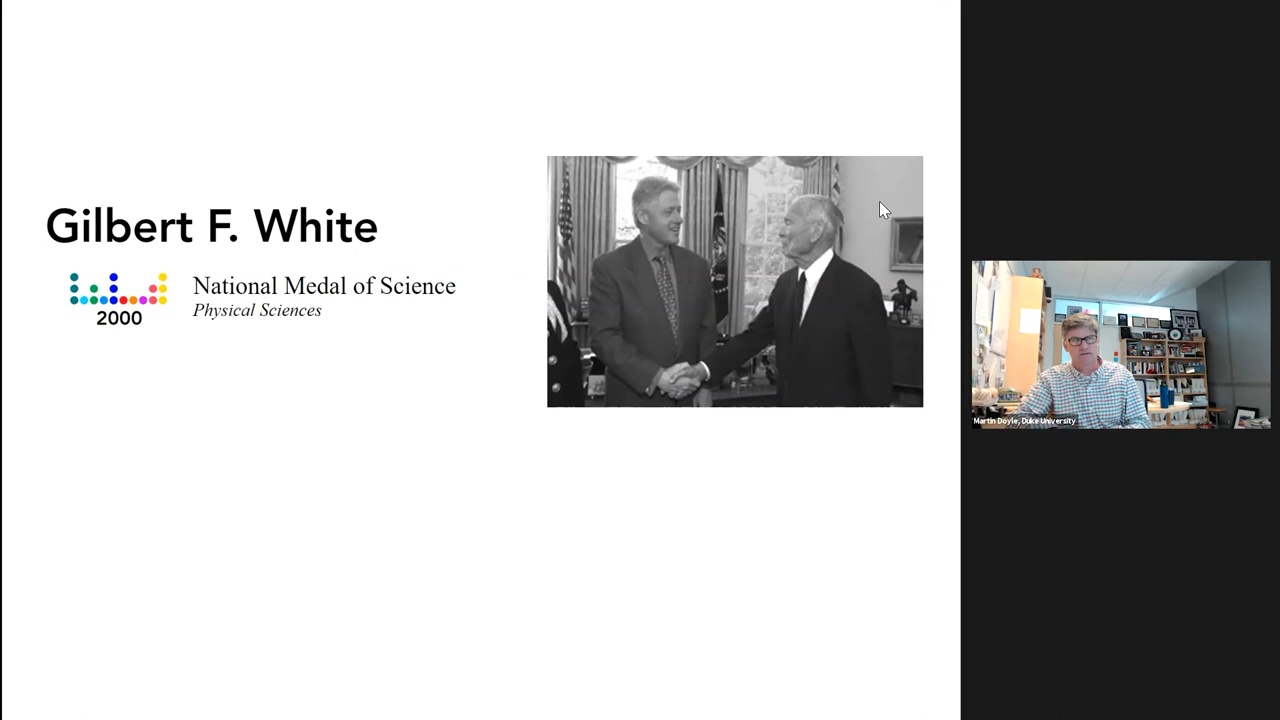 Gilbert F. White
National Medal of Science
Physical Sciences
2000
Martin Doyle, Duke University